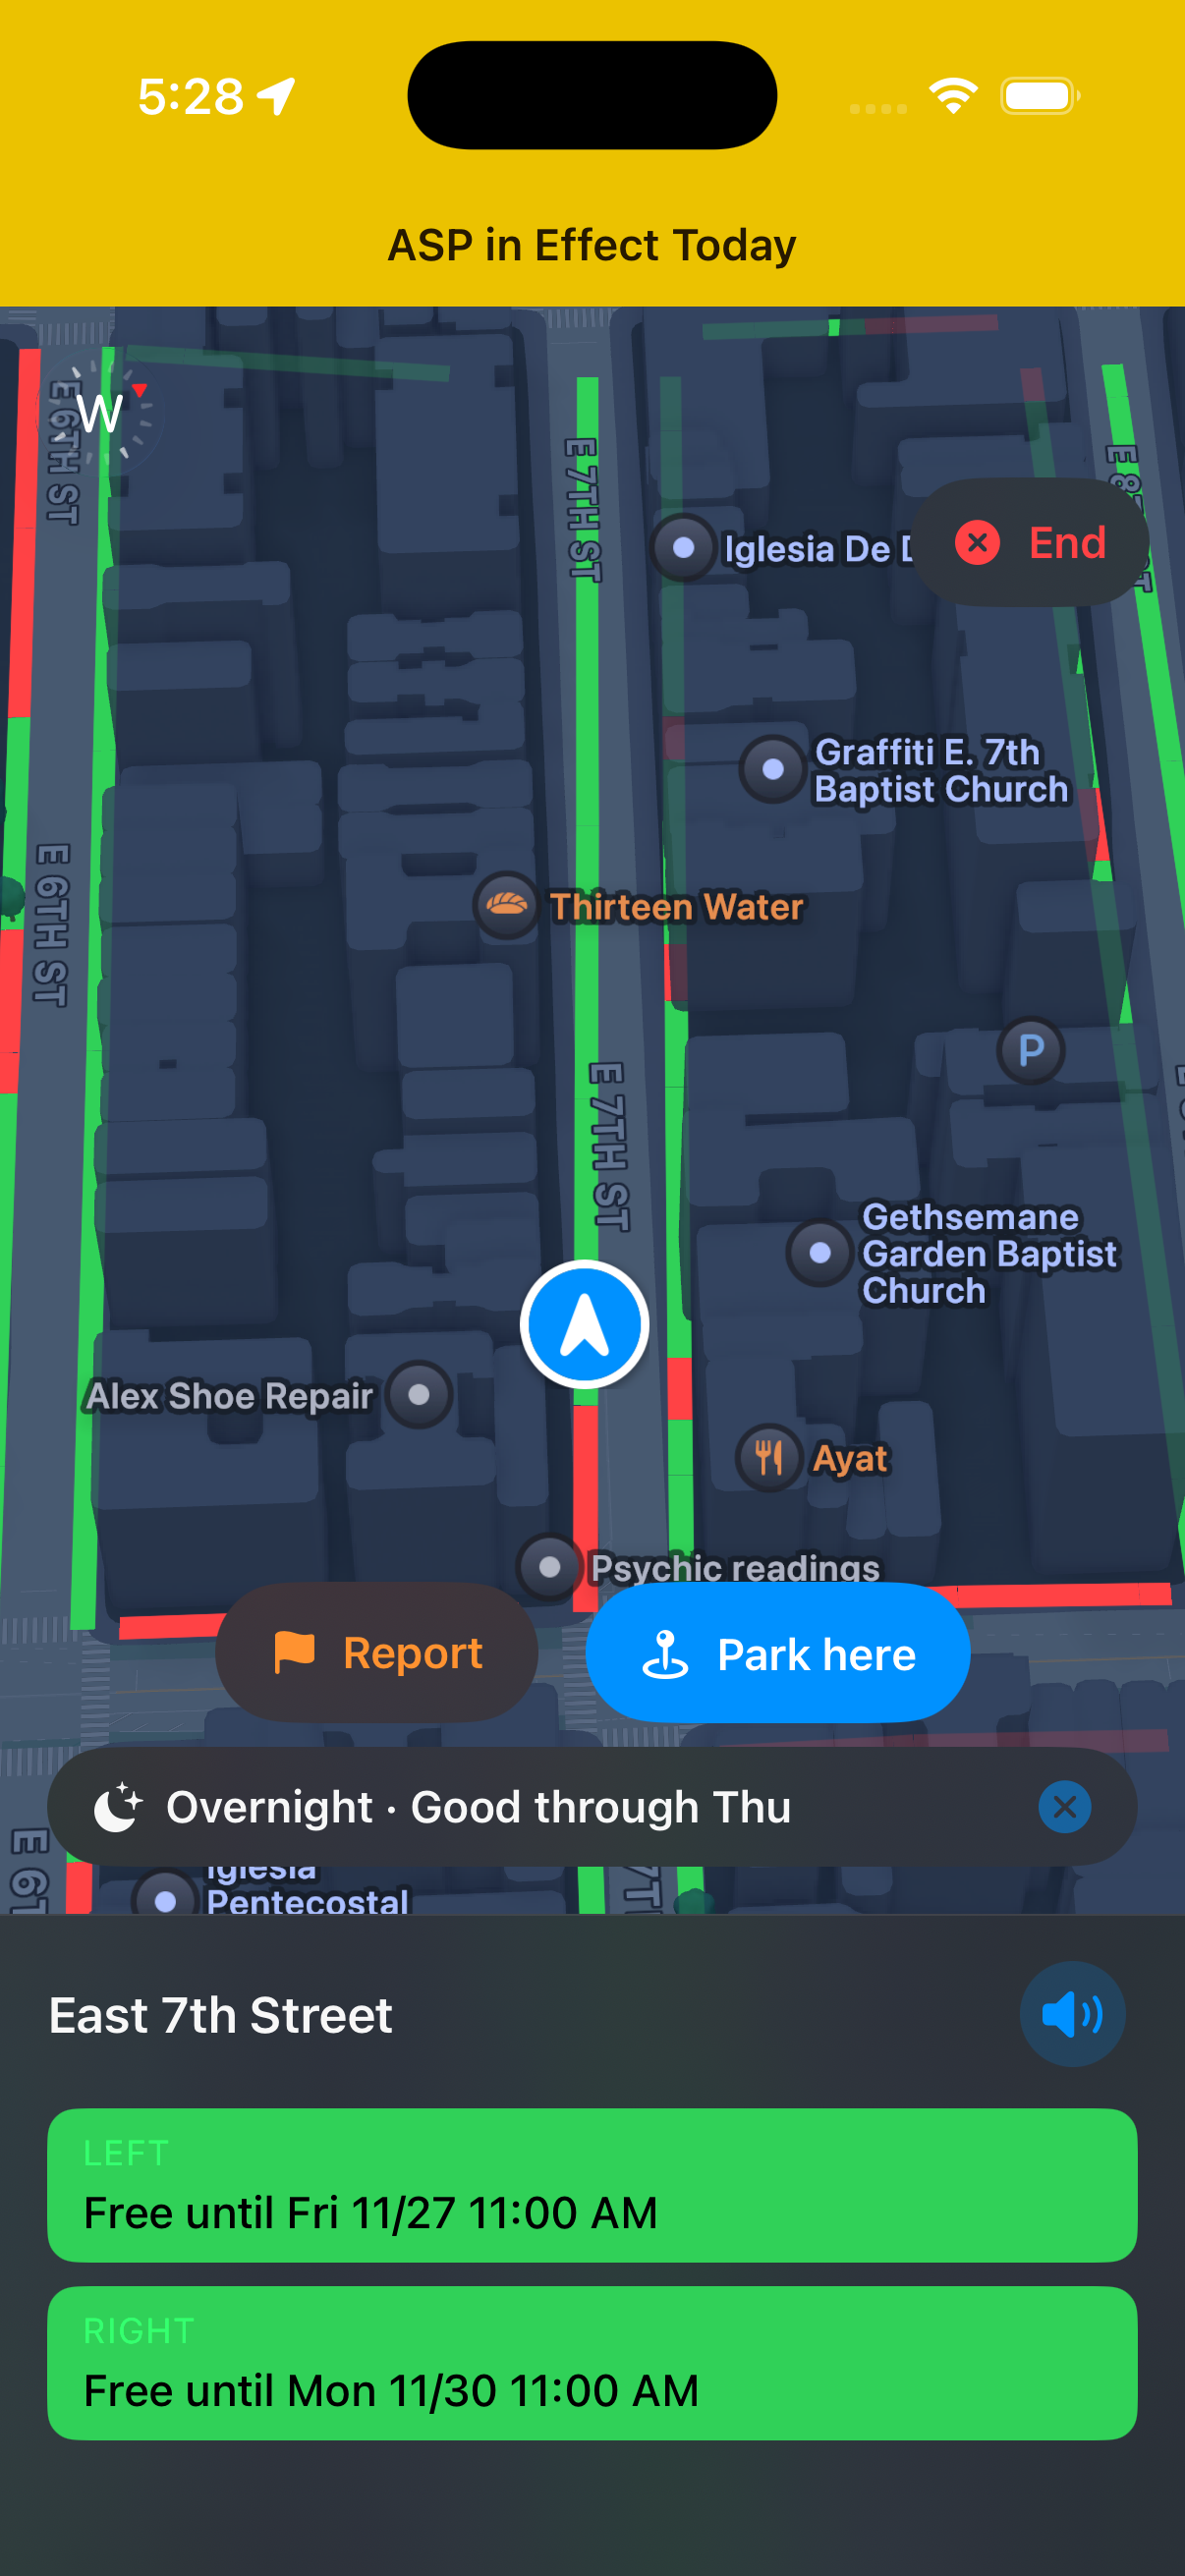 5:28
ASP in Effect Today
W
E 6TH ST
E 7TH ST
Iglesia De
End
Graffiti E. 7th
Baptist Church
E 6TH ST
Thirteen Water
P
E 7TH ST
Gethsemane
Garden Baptist
Church
Alex Shoe Repair
Ayat
Psychic readings
Report
Park here
Overnight · Good through Thu
Iglesia
Pentecostal
East 7th Street
LEFT
Free until Fri 11/27 11:00 AM
RIGHT
Free until Mon 11/30 11:00 AM